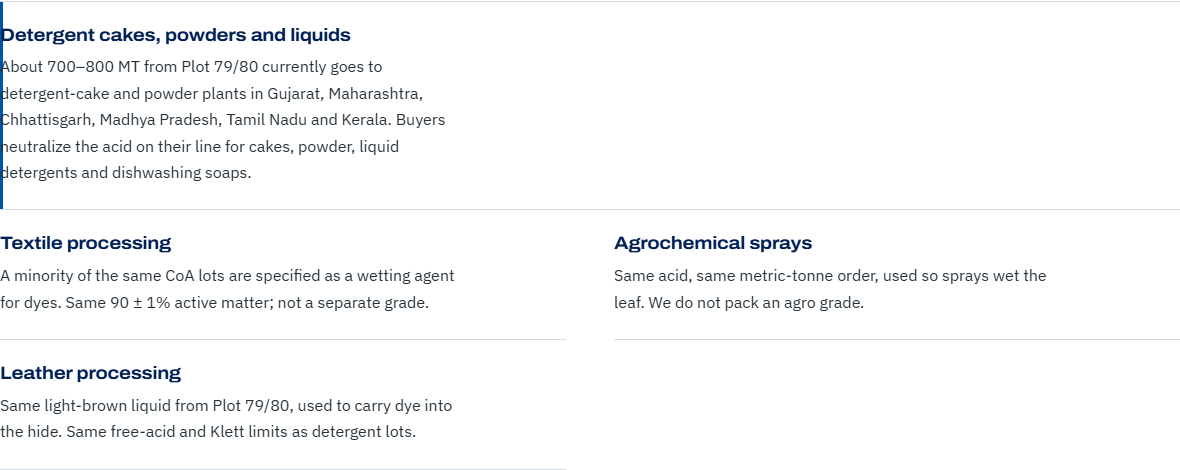 Detergent cakes, powders and liquids
About 700–800 MT from Plot 79/80 currently goes to
detergent-cake and powder plants in Gujarat, Maharashtra,
Chhattisgarh, Madhya Pradesh, Tamil Nadu and Kerala. Buyers
neutralize the acid on their line for cakes, powder, liquid
detergents and dishwashing soaps.
Textile processing
A minority of the same CoA lots are specified as a wetting agent
for dyes. Same 90 ± 1% active matter; not a separate grade.
Agrochemical sprays
Same acid, same metric-tonne order, used so sprays wet the
leaf. We do not pack an agro grade.
Leather processing
Same light-brown liquid from Plot 79/80, used to carry dye into
the hide. Same free-acid and Klett limits as detergent lots.